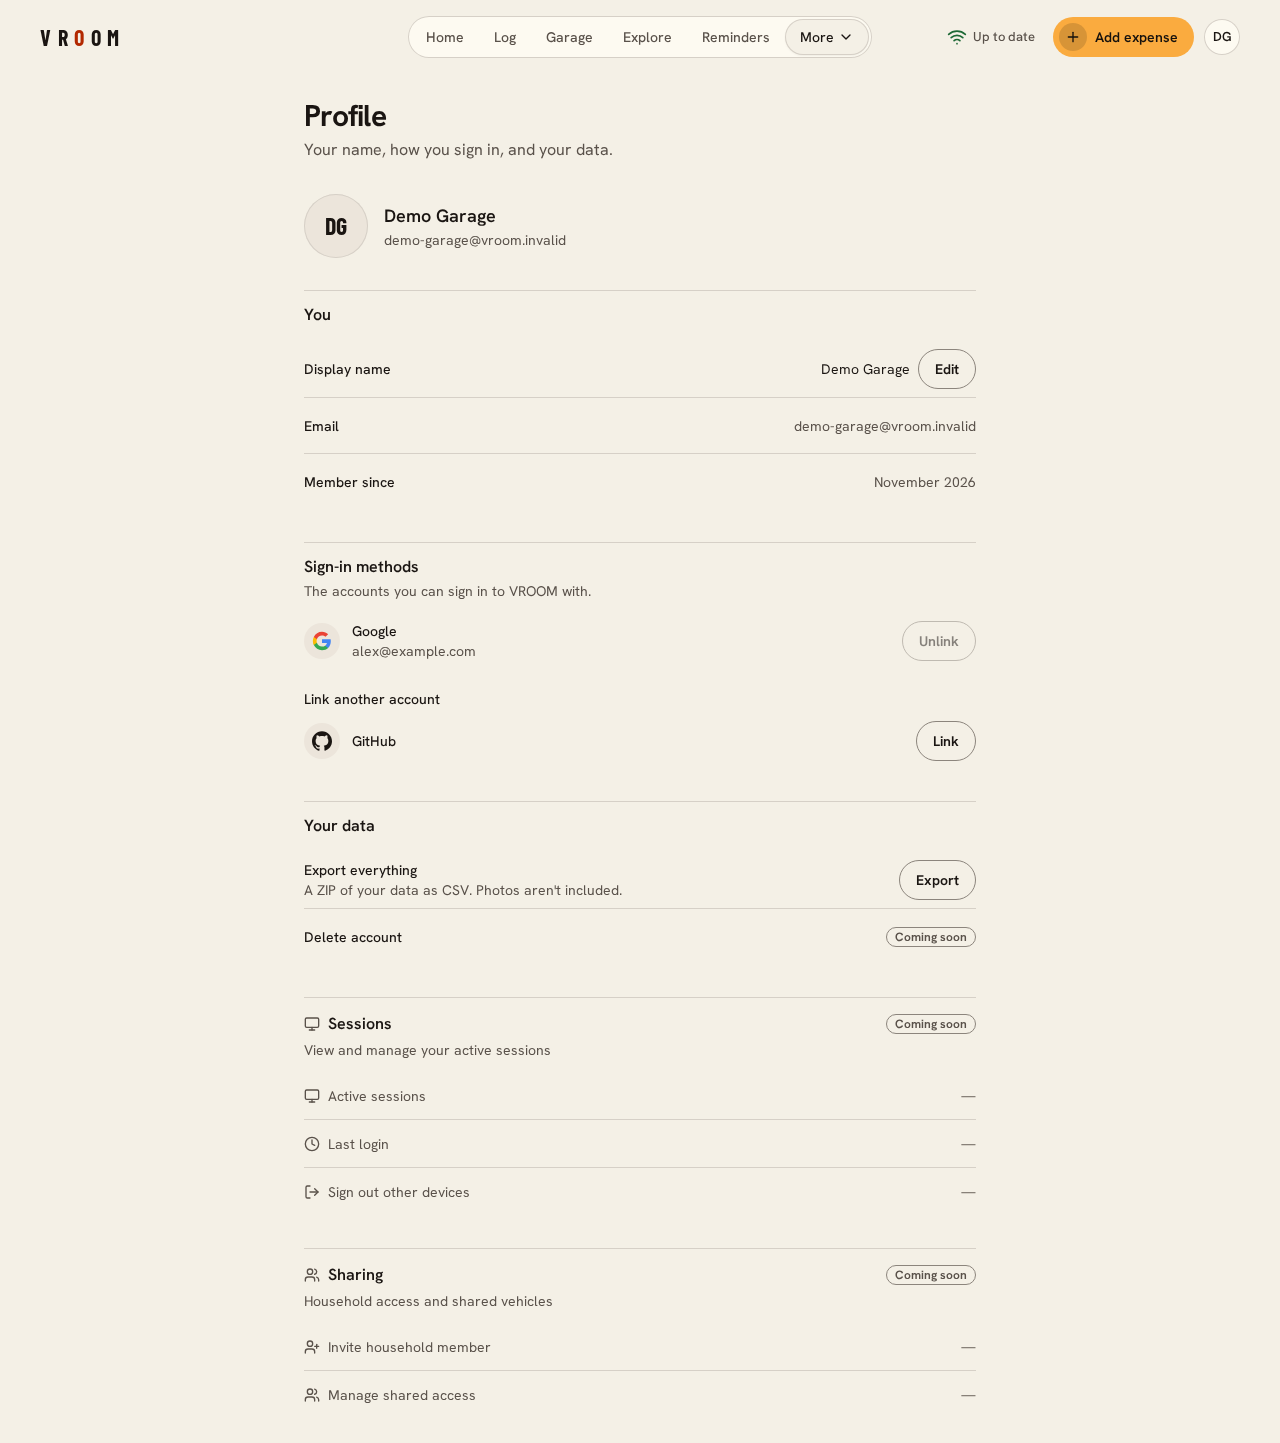 VROOM
Home Log Garage Explore Reminders More
Up to date
Add expense
DG
Profile
Your name, how you sign in, and your data.
DG
Demo Garage
demo-garage@vroom.invalid
You
Display name Demo Garage Edit
Email demo-garage@vroom.invalid
Member since November 2026
Sign-in methods
The accounts you can sign in to VROOM with.
Google
alex@example.com
Unlink
Link another account
GitHub Link
Your data
Export everything
A ZIP of your data as CSV. Photos aren't included.
Export
Delete account Coming soon
Sessions Coming soon
View and manage your active sessions
Active sessions —
Last login —
Sign out other devices —
Sharing Coming soon
Household access and shared vehicles
Invite household member —
Manage shared access —